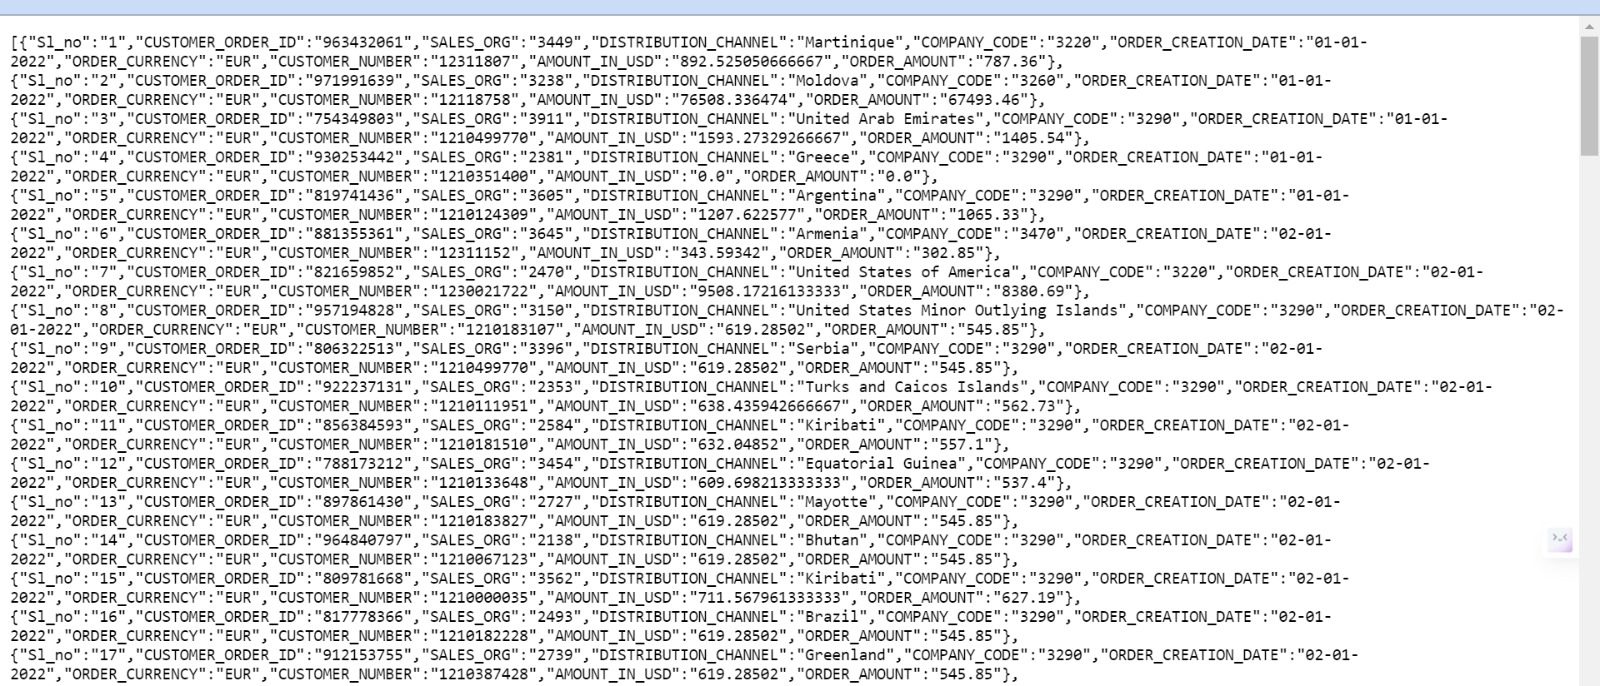 [{"Sl_no":"1","CUSTOMER_ORDER_ID":"963432061","SALES_ORG":"3449","DISTRIBUTION_CHANNEL":"Martinique","COMPANY_CODE":"3220","ORDER_CREATION_DATE":"01-01-
2022","ORDER_CURRENCY":"EUR","CUSTOMER_NUMBER":"12311807","AMOUNT_IN_USD":"892.525050666667","ORDER_AMOUNT":"787.36"},
{"Sl_no":"2","CUSTOMER_ORDER_ID":"971991639","SALES_ORG":"3238","DISTRIBUTION_CHANNEL":"Moldova","COMPANY_CODE":"3260","ORDER_CREATION_DATE":"01-01-
2022","ORDER_CURRENCY":"EUR","CUSTOMER_NUMBER":"12118758","AMOUNT_IN_USD":"76508.336474","ORDER_AMOUNT":"67493.46"},
{"Sl_no":"3","CUSTOMER_ORDER_ID":"754349803","SALES_ORG":"3911","DISTRIBUTION_CHANNEL":"United Arab Emirates","COMPANY_CODE":"3290","ORDER_CREATION_DATE":"01-01-
2022","ORDER_CURRENCY":"EUR","CUSTOMER_NUMBER":"1210499770","AMOUNT_IN_USD":"1593.27329266667","ORDER_AMOUNT":"1405.54"},
{"Sl_no":"4","CUSTOMER_ORDER_ID":"930253442","SALES_ORG":"2381","DISTRIBUTION_CHANNEL":"Greece","COMPANY_CODE":"3290","ORDER_CREATION_DATE":"01-01-
2022","ORDER_CURRENCY":"EUR","CUSTOMER_NUMBER":"1210351400","AMOUNT_IN_USD":"0.0","ORDER_AMOUNT":"0.0"},
{"Sl_no":"5","CUSTOMER_ORDER_ID":"819741436","SALES_ORG":"3605","DISTRIBUTION_CHANNEL":"Argentina","COMPANY_CODE":"3290","ORDER_CREATION_DATE":"01-01-
2022","ORDER_CURRENCY":"EUR","CUSTOMER_NUMBER":"1210124309","AMOUNT_IN_USD":"1207.622577","ORDER_AMOUNT":"1065.33"},
{"Sl_no":"6","CUSTOMER_ORDER_ID":"881355361","SALES_ORG":"3645","DISTRIBUTION_CHANNEL":"Armenia","COMPANY_CODE":"3470","ORDER_CREATION_DATE":"02-01-
2022","ORDER_CURRENCY":"EUR","CUSTOMER_NUMBER":"12311152","AMOUNT_IN_USD":"343.59342","ORDER_AMOUNT":"302.85"},
{"Sl_no":"7","CUSTOMER_ORDER_ID":"821659852","SALES_ORG":"2470","DISTRIBUTION_CHANNEL":"United States of America","COMPANY_CODE":"3220","ORDER_CREATION_DATE":"02-01-
2022","ORDER_CURRENCY":"EUR","CUSTOMER_NUMBER":"1230021722","AMOUNT_IN_USD":"9508.17216133333","ORDER_AMOUNT":"8380.69"},
{"Sl_no":"8","CUSTOMER_ORDER_ID":"957194828","SALES_ORG":"3150","DISTRIBUTION_CHANNEL":"United States Minor Outlying Islands","COMPANY_CODE":"3290","ORDER_CREATION_DATE":"02-
01-2022","ORDER_CURRENCY":"EUR","CUSTOMER_NUMBER":"1210183107","AMOUNT_IN_USD":"619.28502","ORDER_AMOUNT":"545.85"},
{"Sl_no":"9","CUSTOMER_ORDER_ID":"806322513","SALES_ORG":"3396","DISTRIBUTION_CHANNEL":"Serbia","COMPANY_CODE":"3290","ORDER_CREATION_DATE":"02-01-
2022","ORDER_CURRENCY":"EUR","CUSTOMER_NUMBER":"1210499770","AMOUNT_IN_USD":"619.28502","ORDER_AMOUNT":"545.85"},
{"Sl_no":"10","CUSTOMER_ORDER_ID":"922237131","SALES_ORG":"2353","DISTRIBUTION_CHANNEL":"Turks and Caicos Islands","COMPANY_CODE":"3290","ORDER_CREATION_DATE":"02-01-
2022","ORDER_CURRENCY":"EUR","CUSTOMER_NUMBER":"1210111951","AMOUNT_IN_USD":"638.435942666667","ORDER_AMOUNT":"562.73"},
{"Sl_no":"11","CUSTOMER_ORDER_ID":"856384593","SALES_ORG":"2584","DISTRIBUTION_CHANNEL":"Kiribati","COMPANY_CODE":"3290","ORDER_CREATION_DATE":"02-01-
2022","ORDER_CURRENCY":"EUR","CUSTOMER_NUMBER":"1210181510","AMOUNT_IN_USD":"632.04852","ORDER_AMOUNT":"557.1"},
{"Sl_no":"12","CUSTOMER_ORDER_ID":"788173212","SALES_ORG":"3454","DISTRIBUTION_CHANNEL":"Equatorial Guinea","COMPANY_CODE":"3290","ORDER_CREATION_DATE":"02-01-
2022","ORDER_CURRENCY":"EUR","CUSTOMER_NUMBER":"1210133648","AMOUNT_IN_USD":"609.698213333333","ORDER_AMOUNT":"537.4"},
{"Sl_no":"13","CUSTOMER_ORDER_ID":"897861430","SALES_ORG":"2727","DISTRIBUTION_CHANNEL":"Mayotte","COMPANY_CODE":"3290","ORDER_CREATION_DATE":"02-01-
2022","ORDER_CURRENCY":"EUR","CUSTOMER_NUMBER":"1210183827","AMOUNT_IN_USD":"619.28502","ORDER_AMOUNT":"545.85"},
{"Sl_no":"14","CUSTOMER_ORDER_ID":"964840797","SALES_ORG":"2138","DISTRIBUTION_CHANNEL":"Bhutan","COMPANY_CODE":"3290","ORDER_CREATION_DATE":"02-01-
2022","ORDER_CURRENCY":"EUR","CUSTOMER_NUMBER":"1210067123","AMOUNT_IN_USD":"619.28502","ORDER_AMOUNT":"545.85"},
{"Sl_no":"15","CUSTOMER_ORDER_ID":"809781668","SALES_ORG":"3562","DISTRIBUTION_CHANNEL":"Kiribati","COMPANY_CODE":"3290","ORDER_CREATION_DATE":"02-01-
2022","ORDER_CURRENCY":"EUR","CUSTOMER_NUMBER":"1210000035","AMOUNT_IN_USD":"711.567961333333","ORDER_AMOUNT":"627.19"},
{"Sl_no":"16","CUSTOMER_ORDER_ID":"817778366","SALES_ORG":"2493","DISTRIBUTION_CHANNEL":"Brazil","COMPANY_CODE":"3290","ORDER_CREATION_DATE":"02-01-
2022","ORDER_CURRENCY":"EUR","CUSTOMER_NUMBER":"1210182228","AMOUNT_IN_USD":"619.28502","ORDER_AMOUNT":"545.85"},
{"Sl_no":"17","CUSTOMER_ORDER_ID":"912153755","SALES_ORG":"2739","DISTRIBUTION_CHANNEL":"Greenland","COMPANY_CODE":"3290","ORDER_CREATION_DATE":"02-01-
2022","ORDER_CURRENCY":"EUR","CUSTOMER_NUMBER":"1210387428","AMOUNT_IN_USD":"619.28502","ORDER_AMOUNT":"545.85"},